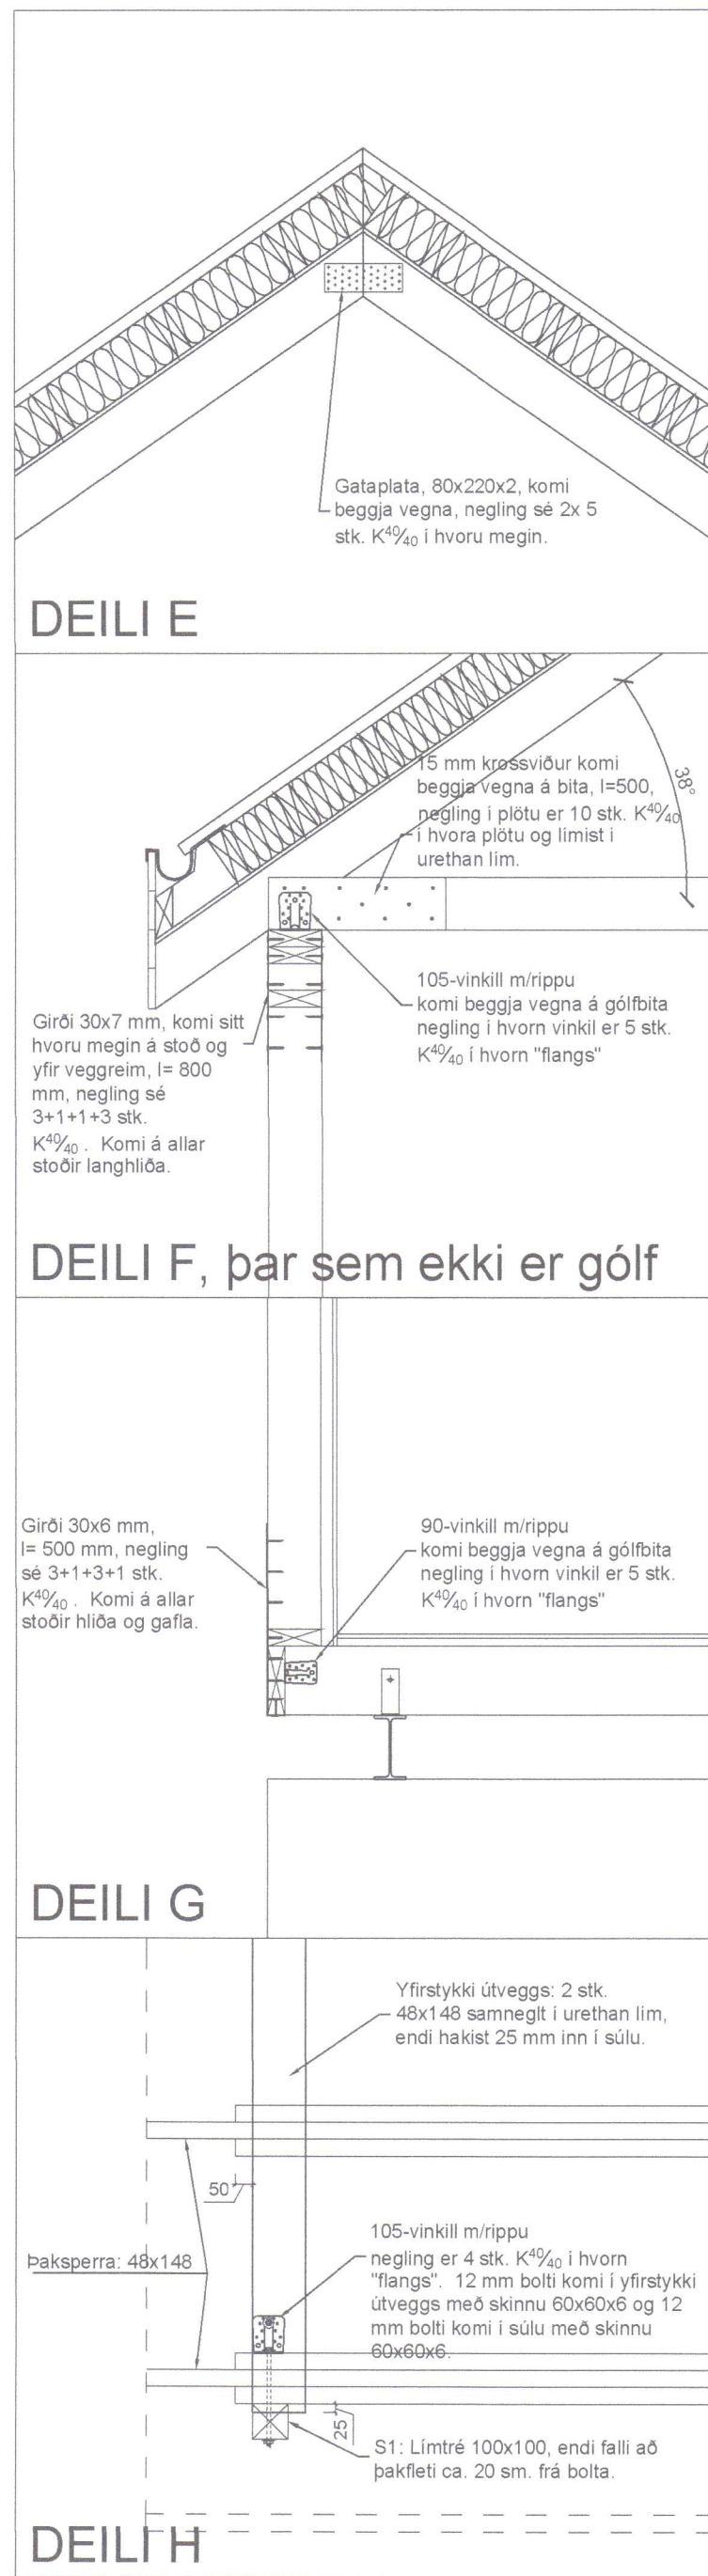 Gataplata, 80x220x2, komi
beggja vegna, negling sé 2x 5
stk. K40/40 í hvoru megin.
DEILI E
15 mm krossviður komi
beggja vegna á bita, l=500,
negling í plötu er 10 stk. K40/40
í hvora plötu og límist í
urethan lím.
38°
105-vinkill m/rippu
komi beggja vegna á gólfbita
negling í hvorn vinkil er 5 stk.
K40/40 í hvorn "flangs"
Girði 30x7 mm, komi sitt
hvoru megin á stoð og
yfir veggreim, l= 800
mm, negling sé
3+1+1+3 stk.
K40/40 . Komi á allar
stoðir langhliða.
DEILI F, þar sem ekki er gólf
Girði 30x6 mm,
l= 500 mm, negling
sé 3+1+3+1 stk.
K40/40 . Komi á allar
stoðir hliða og gafla.
90-vinkill m/rippu
komi beggja vegna á gólfbita
negling í hvorn vinkil er 5 stk.
K40/40 í hvorn "flangs"
DEILI G
Yfirstykki útveggs: 2 stk.
48x148 samneglt í urethan lím,
endi hakist 25 mm inn í súlu.
50
Þaksperra: 48x148
105-vinkill m/rippu
negling er 4 stk. K40/40 í hvorn
"flangs". 12 mm bolti komi í yfirstykki
útveggs með skinnu 60x60x6 og 12
mm bolti komi í súlu með skinnu
60x60x6.
25
S1: Límtré 100x100, endi falli að
þakfleti ca. 20 sm. frá bolta.
DEILI H